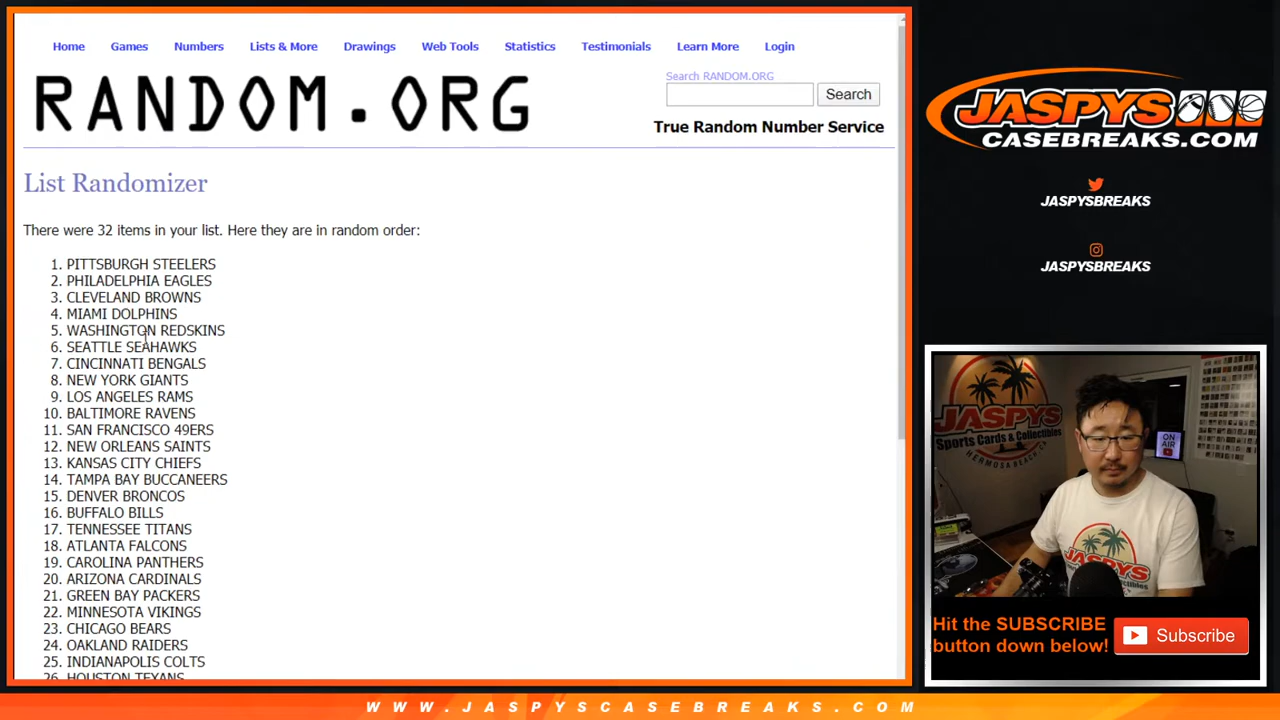 Home Games Numbers Lists & More Drawings Web Tools Statistics Testimonials Learn More Login
RANDOM.ORG
Search RANDOM.ORG
Search
True Random Number Service
List Randomizer
There were 32 items in your list. Here they are in random order:
1. PITTSBURGH STEELERS
2. PHILADELPHIA EAGLES
3. CLEVELAND BROWNS
4. MIAMI DOLPHINS
5. WASHINGTON REDSKINS
6. SEATTLE SEAHAWKS
7. CINCINNATI BENGALS
8. NEW YORK GIANTS
9. LOS ANGELES RAMS
10. BALTIMORE RAVENS
11. SAN FRANCISCO 49ERS
12. NEW ORLEANS SAINTS
13. KANSAS CITY CHIEFS
14. TAMPA BAY BUCCANEERS
15. DENVER BRONCOS
16. BUFFALO BILLS
17. TENNESSEE TITANS
18. ATLANTA FALCONS
19. CAROLINA PANTHERS
20. ARIZONA CARDINALS
21. GREEN BAY PACKERS
22. MINNESOTA VIKINGS
23. CHICAGO BEARS
24. OAKLAND RAIDERS
25. INDIANAPOLIS COLTS
26. HOUSTON TEXANS
JASPYS
CASEBREAKS.COM
JASPYSBREAKS
JASPYSBREAKS
JASPYS
Sports Cards & Collectibles
HERMOSA BEACH, CA
ON
AIR
JASPYS
Hit the SUBSCRIBE
button down below!
Subscribe
WWW.JASPYSCASEBREAKS.COM